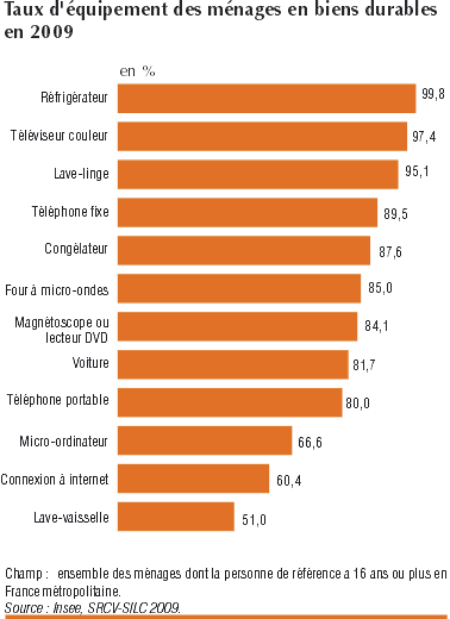 Taux d'équipement des ménages en biens durables
en 2009
en %
Réfrigérateur 99,8
Téléviseur couleur 97,4
Lave-linge 95,1
Téléphone fixe 89,5
Congélateur 87,6
Four à micro-ondes 85,0
Magnétoscope ou
lecteur DVD 84,1
Voiture 81,7
Téléphone portable 80,0
Micro-ordinateur 66,6
Connexion à internet 60,4
Lave-vaisselle 51,0
Champ : ensemble des ménages dont la personne de référence a 16 ans ou plus en
France métropolitaine.
Source : Insee, SRCV-SILC 2009.